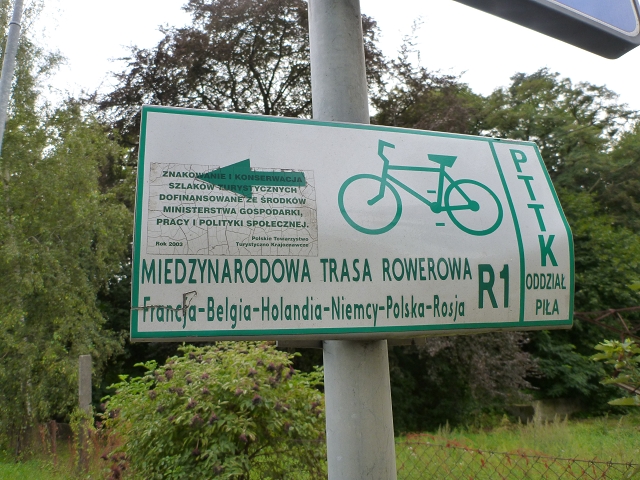 ZNAKOWANIE I KONSERWACJA
SZLAKÓW TURYSTYCZNYCH
DOFINANSOWANE ZE ŚRODKÓW
MINISTERSTWA GOSPODARKI,
PRACY I POLITYKI SPOŁECZNEJ.
Polskie Towarzystwo
Rok 2003 Turystyczno Krajoznawcze
MIEDZYNARODOWA TRASA ROWEROWA R1
Francja-Belgia-Holandia-Niemcy-Polska-Rosja
PTTK
ODDZIAŁ
PIŁA